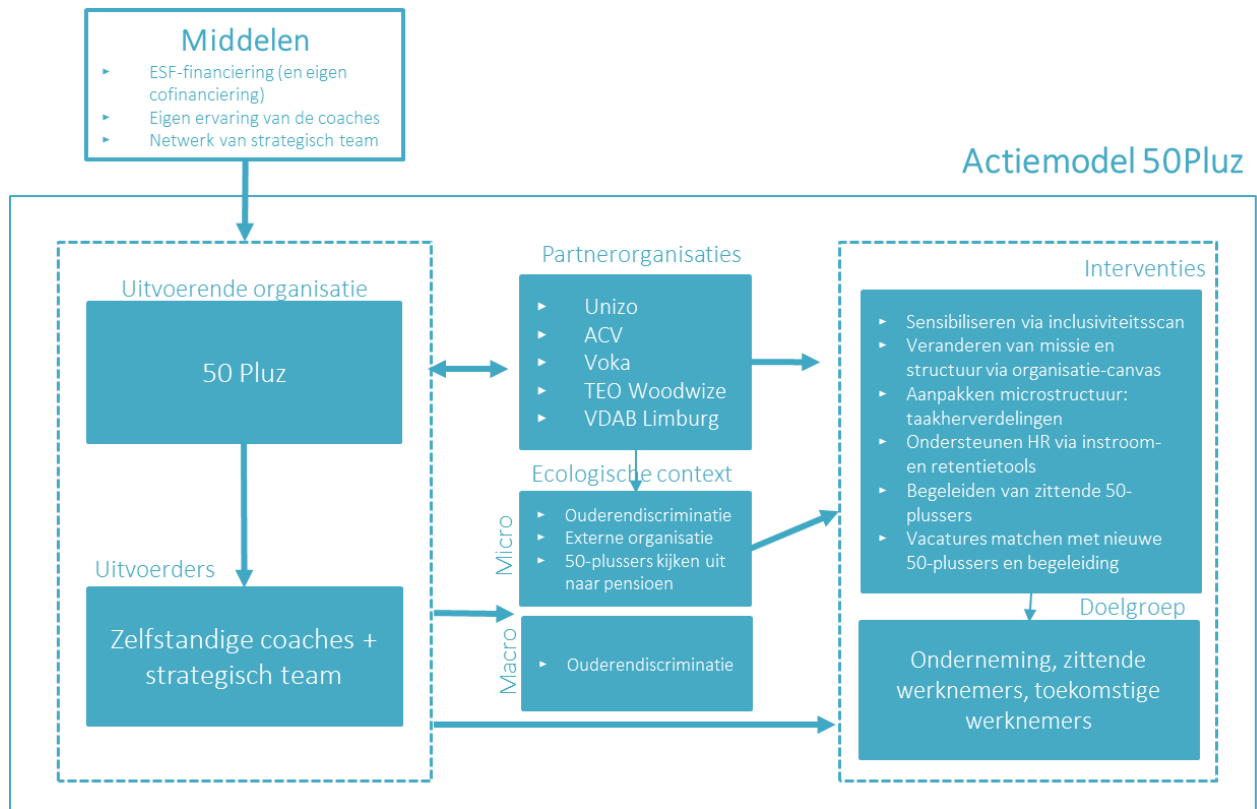 Middelen
► ESF-financiering (en eigen
cofinanciering)
► Eigen ervaring van de coaches
► Netwerk van strategisch team
Actiemodel 50Pluz
Uitvoerende organisatie
50 Pluz
Uitvoerders
Zelfstandige coaches +
strategisch team
Partnerorganisaties
► Unizo
► ACV
► Voka
► TEO Woodwize
► VDAB Limburg
Ecologische context
Micro
► Ouderendiscriminatie
► Externe organisatie
► 50-plussers kijken uit
naar pensioen
Macro
► Ouderendiscriminatie
Interventies
► Sensibiliseren via inclusiviteitsscan
► Veranderen van missie en
structuur via organisatie-canvas
► Aanpakken microstructuur:
taakherverdelingen
► Ondersteunen HR via instroom-
en retentietools
► Begeleiden van zittende 50-
plussers
► Vacatures matchen met nieuwe
50-plussers en begeleiding
Doelgroep
Onderneming, zittende
werknemers, toekomstige
werknemers